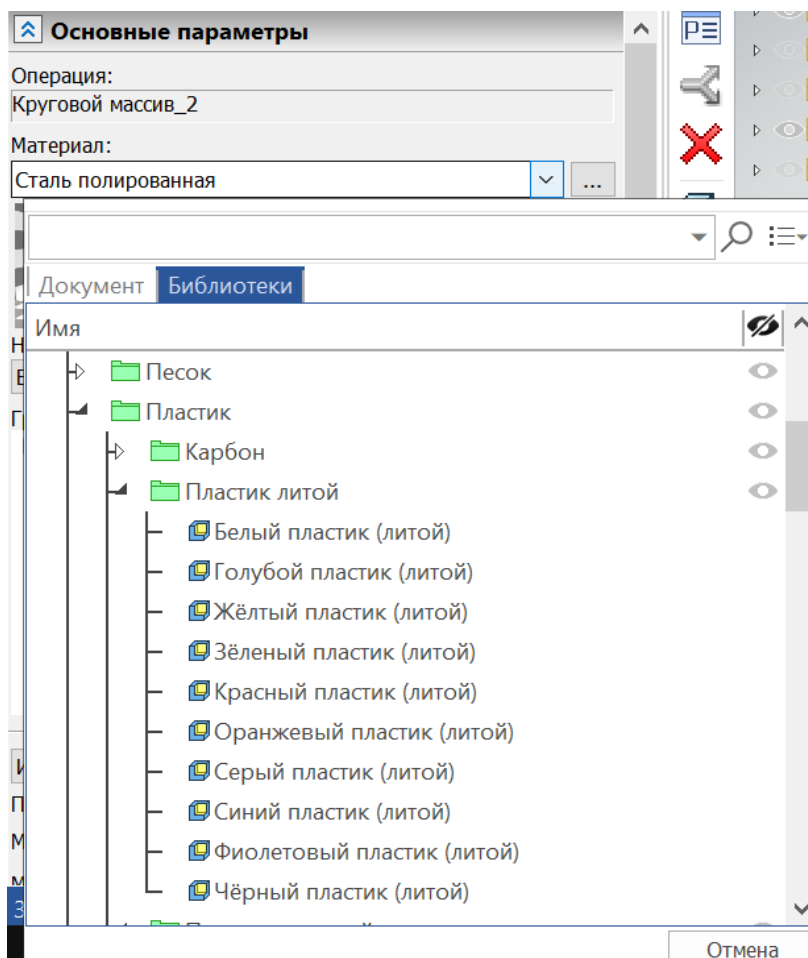 Основные параметры
Операция:
Круговой массив_2
Материал:
Сталь полированная
...
Документ Библиотеки
Имя
Песок
Пластик
Карбон
Пластик литой
Белый пластик (литой)
Голубой пластик (литой)
Жёлтый пластик (литой)
Зёленый пластик (литой)
Красный пластик (литой)
Оранжевый пластик (литой)
Серый пластик (литой)
Синий пластик (литой)
Фиолетовый пластик (литой)
Чёрный пластик (литой)
Отмена